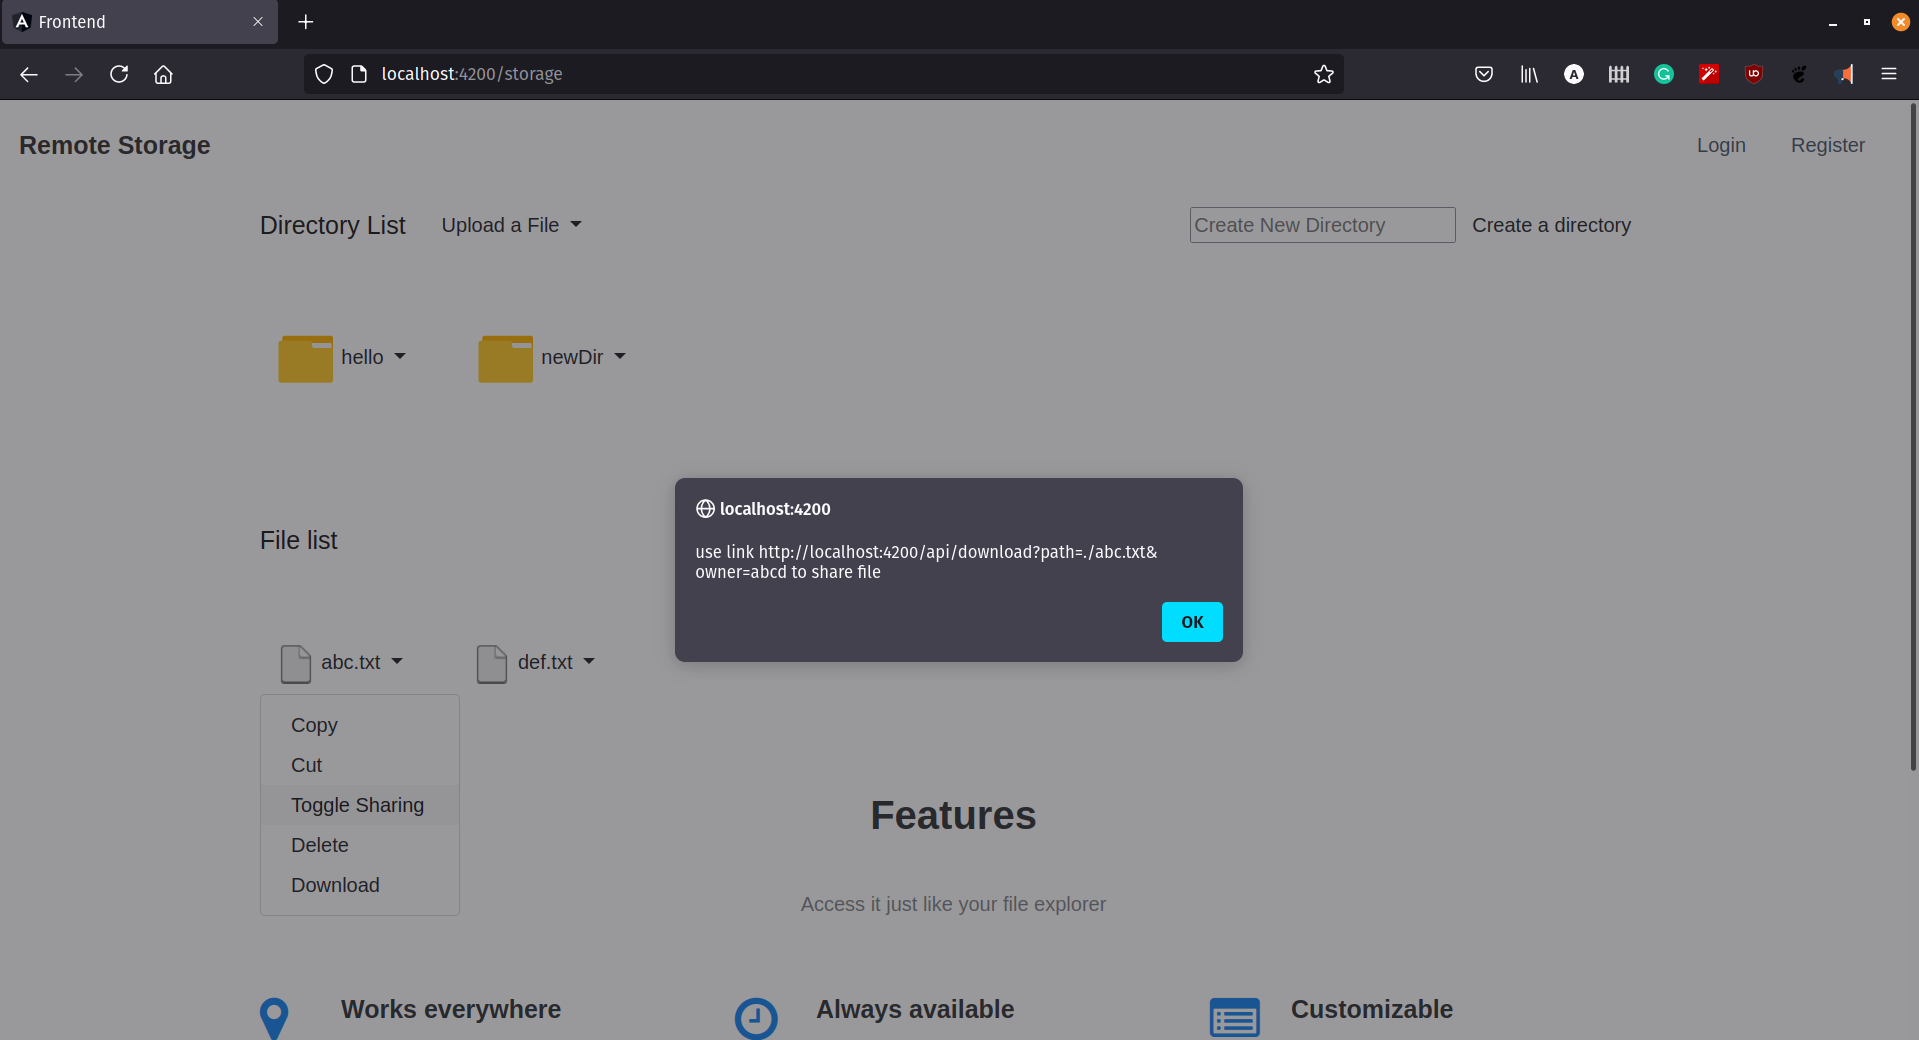 Frontend
localhost:4200/storage
Remote Storage
Login
Register
Directory List
Upload a File
Create New Directory
Create a directory
hello
newDir
localhost:4200
use link http://localhost:4200/api/download?path=./abc.txt&
owner=abcd to share file
OK
File list
abc.txt
def.txt
Copy
Cut
Toggle Sharing
Delete
Download
Features
Access it just like your file explorer
Works everywhere
Always available
Customizable